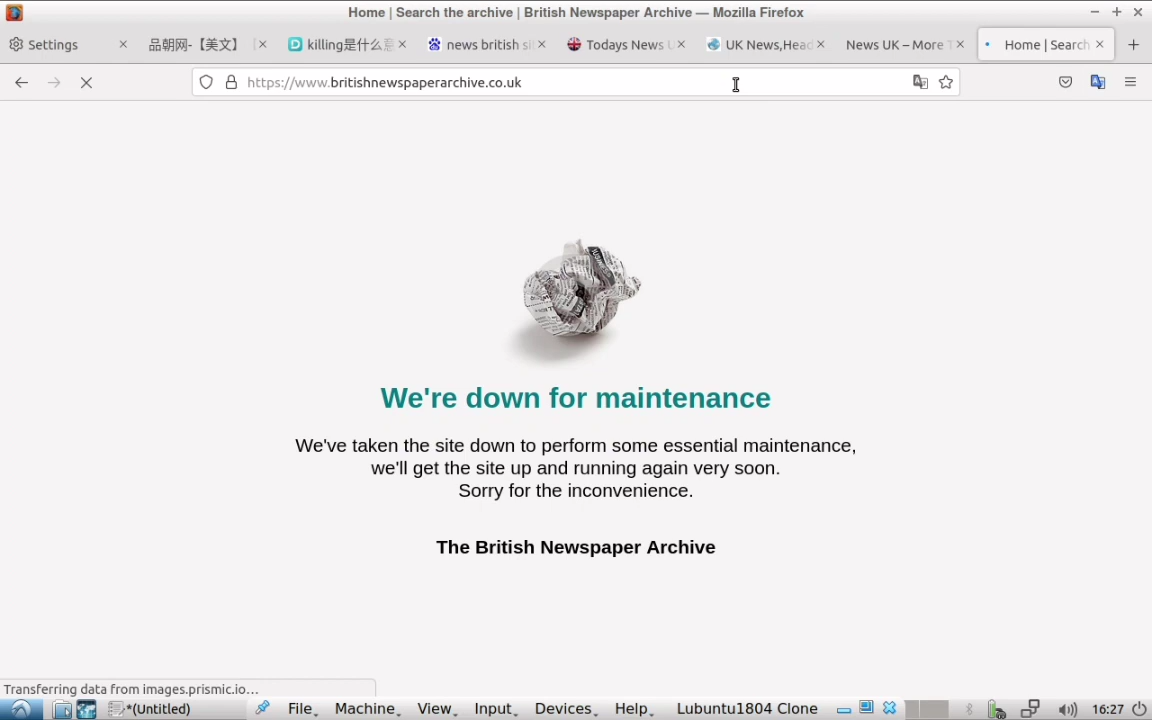 Home | Search the archive | British Newspaper Archive — Mozilla Firefox
Settings
品朝网-【美文】
killing是什么意
news british si
Todays News U
UK News,Head
News UK – More T
Home | Search
https://www.britishnewspaperarchive.co.uk
We're down for maintenance
We've taken the site down to perform some essential maintenance,
we'll get the site up and running again very soon.
Sorry for the inconvenience.
The British Newspaper Archive
Transferring data from images.prismic.io…
*(Untitled)
File
Machine
View
Input
Devices
Help
Lubuntu1804 Clone
16:27